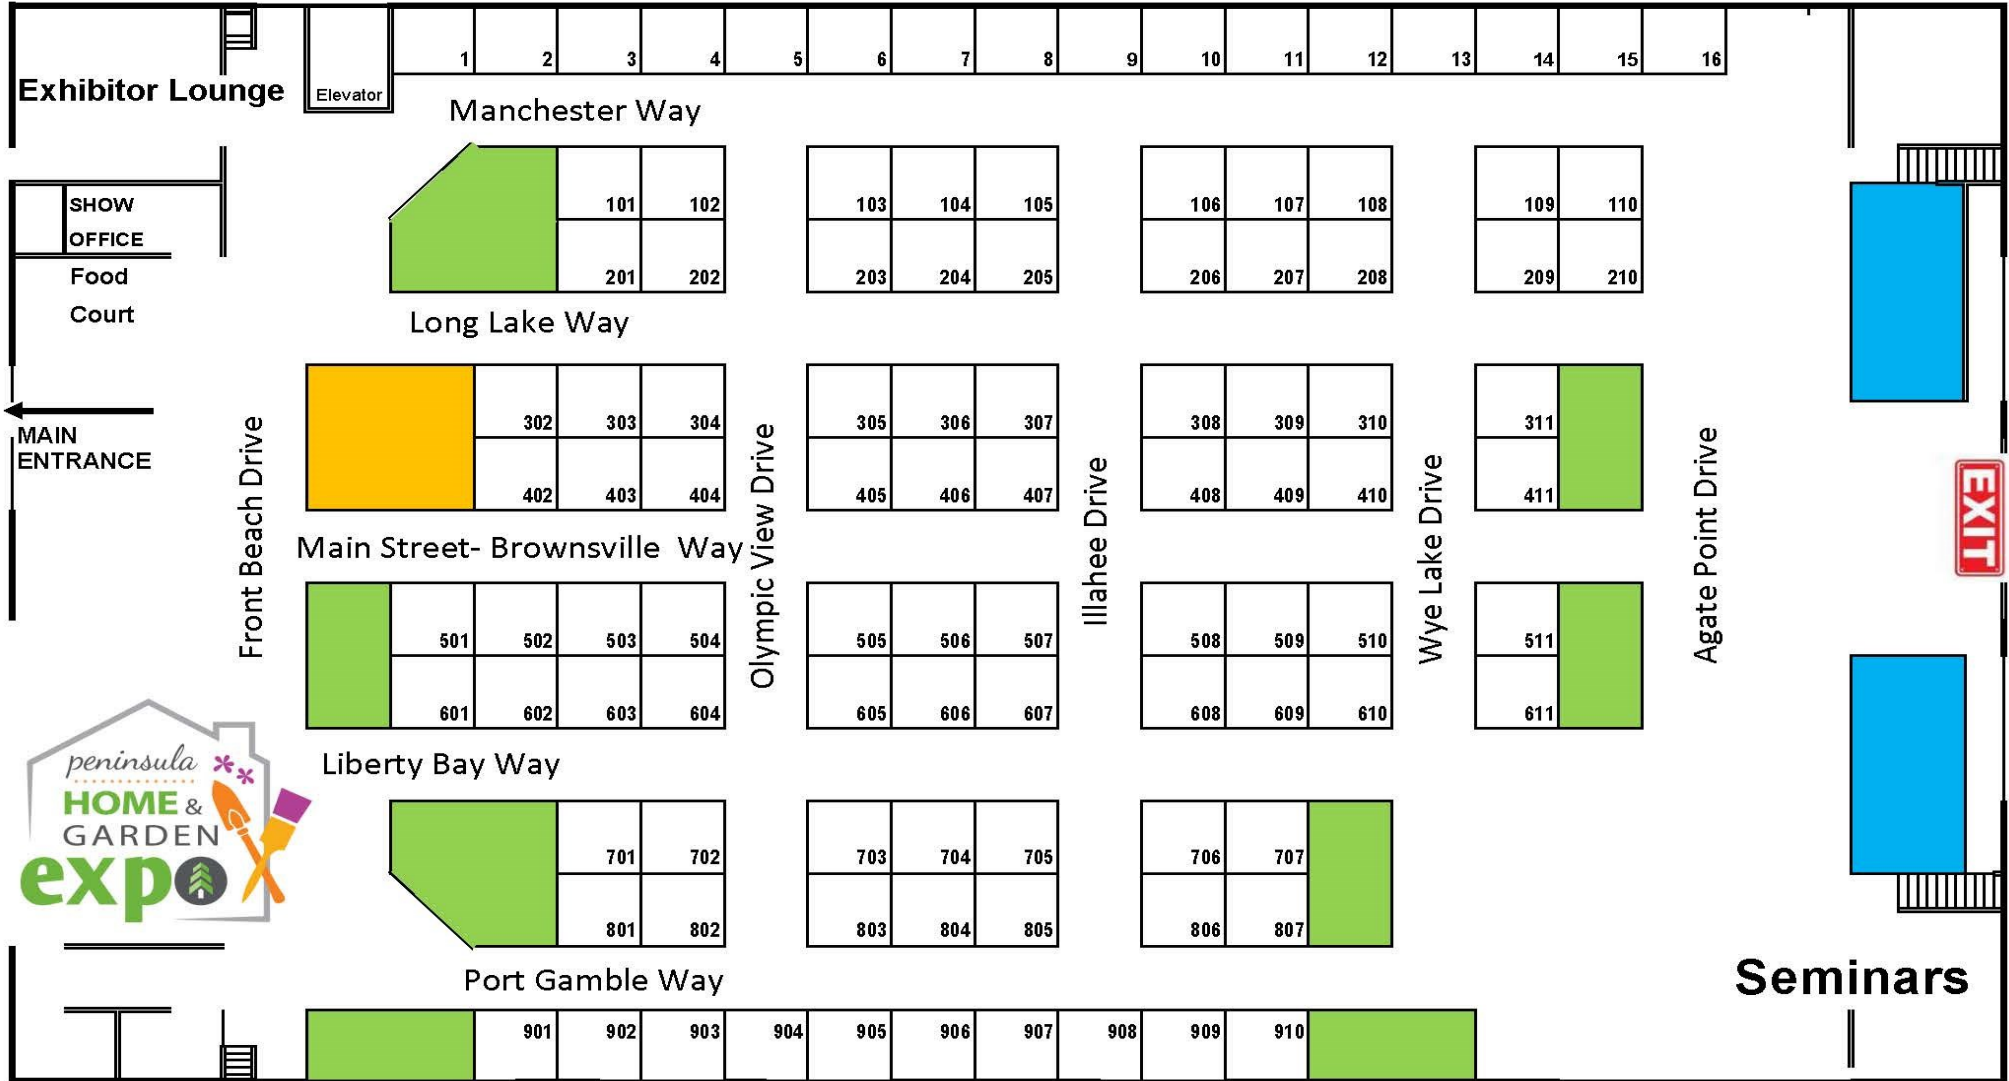 1 2 3 4 5 6 7 8 9 10 11 12 13 14 15 16
Exhibitor Lounge
Elevator
Manchester Way
SHOW
OFFICE
Food
Court
101 102 103 104 105 106 107 108 109 110
201 202 203 204 205 206 207 208 209 210
Long Lake Way
MAIN
ENTRANCE
302 303 304 305 306 307 308 309 310 311
402 403 404 405 406 407 408 409 410 411
Front Beach Drive
Olympic View Drive
Illahee Drive
Wye Lake Drive
Agate Point Drive
EXIT
Main Street- Brownsville Way
501 502 503 504 505 506 507 508 509 510 511
601 602 603 604 605 606 607 608 609 610 611
Liberty Bay Way
peninsula
HOME &
GARDEN
expo
701 702 703 704 705 706 707
801 802 803 804 805 806 807
Port Gamble Way
Seminars
901 902 903 904 905 906 907 908 909 910